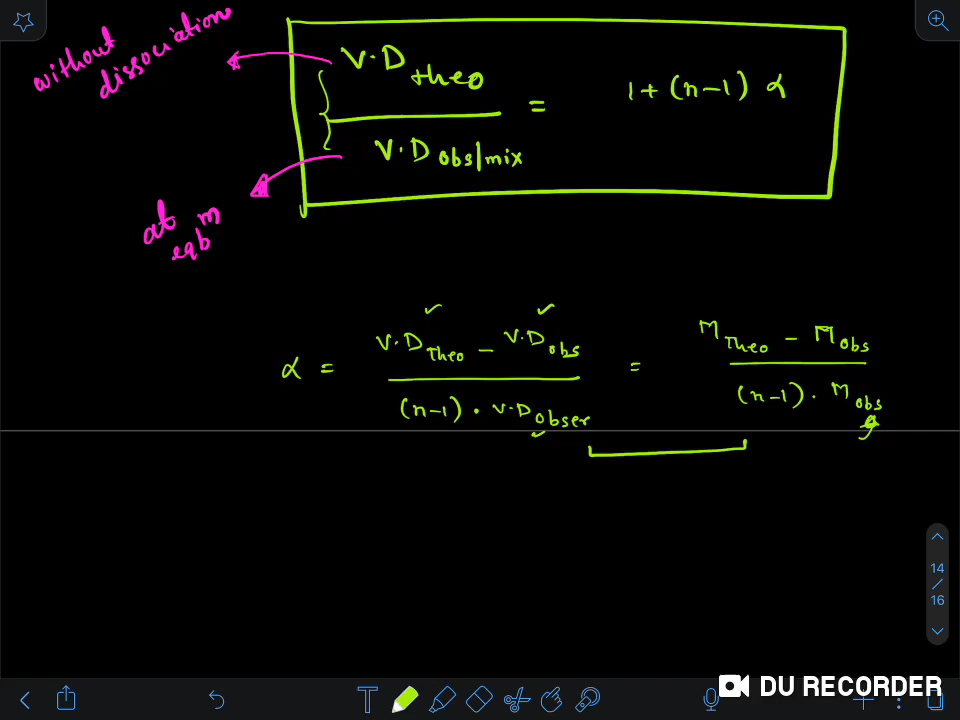 without
dissociation
V.D theo
V.D obs/mix
= 1 + (n-1) α
at
eqb m
α = V.D Theo - V.D obs
(n-1) . V.D obser
= M Theo - M obs
(n-1) . M obs
14
/
16
T
DU RECORDER